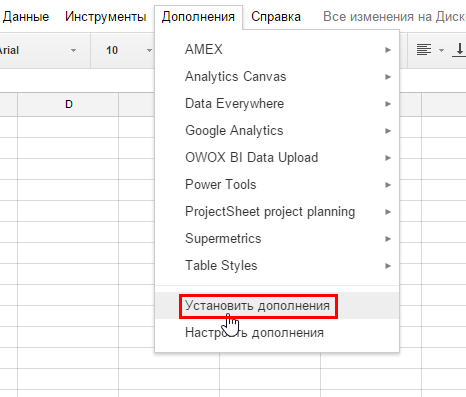 Данные Инструменты Дополнения Справка Все изменения на Диск
Arial 10
D
AMEX
Analytics Canvas
Data Everywhere
Google Analytics
OWOX BI Data Upload
Power Tools
ProjectSheet project planning
Supermetrics
Table Styles
Установить дополнения
Настроить дополнения